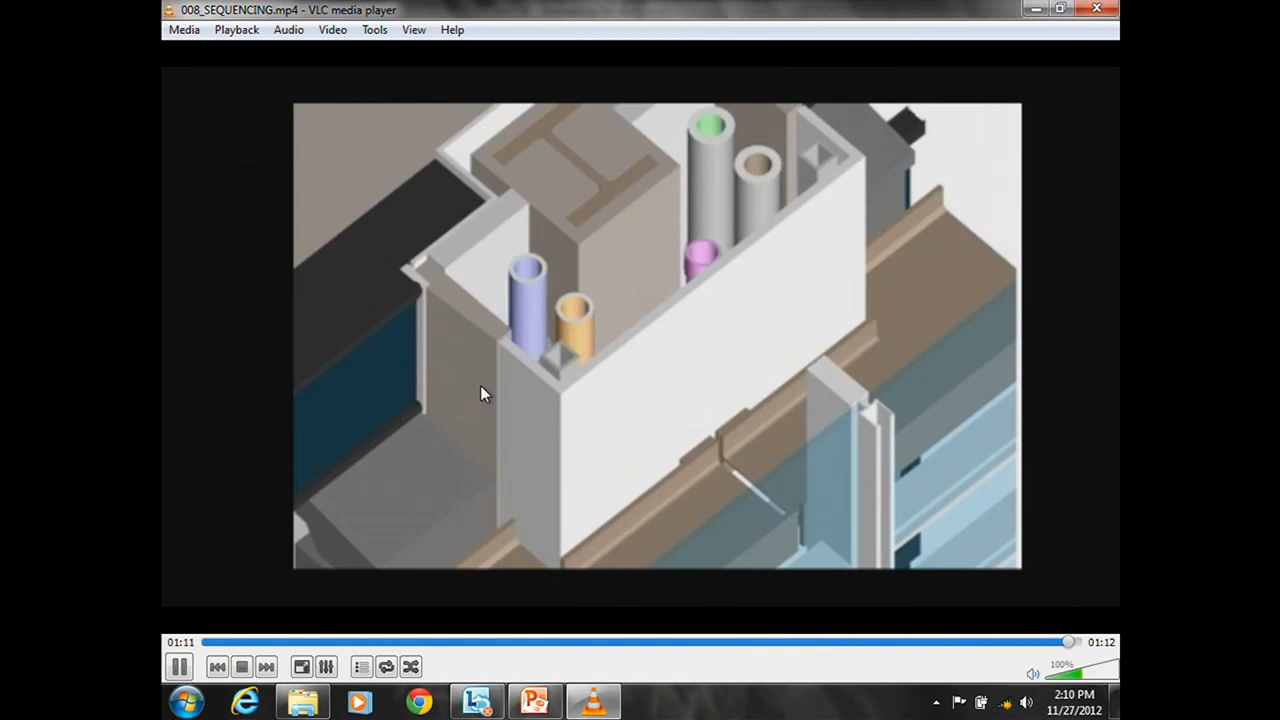 008_SEQUENCING.mp4 - VLC media player
Media Playback Audio Video Tools View Help
01:11
01:12
100%
2:10 PM
11/27/2012